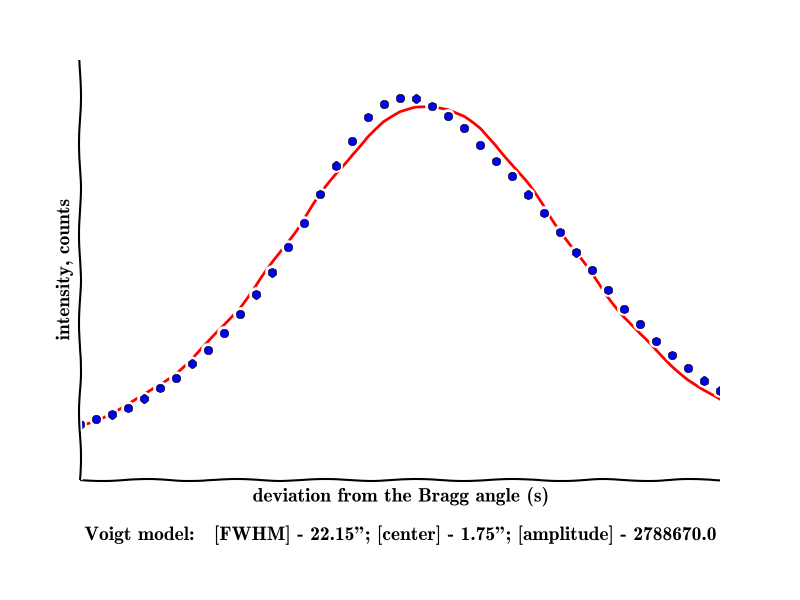 intensity, counts
deviation from the Bragg angle (s)
Voigt model: [FWHM] - 22.15”; [center] - 1.75”; [amplitude] - 2788670.0